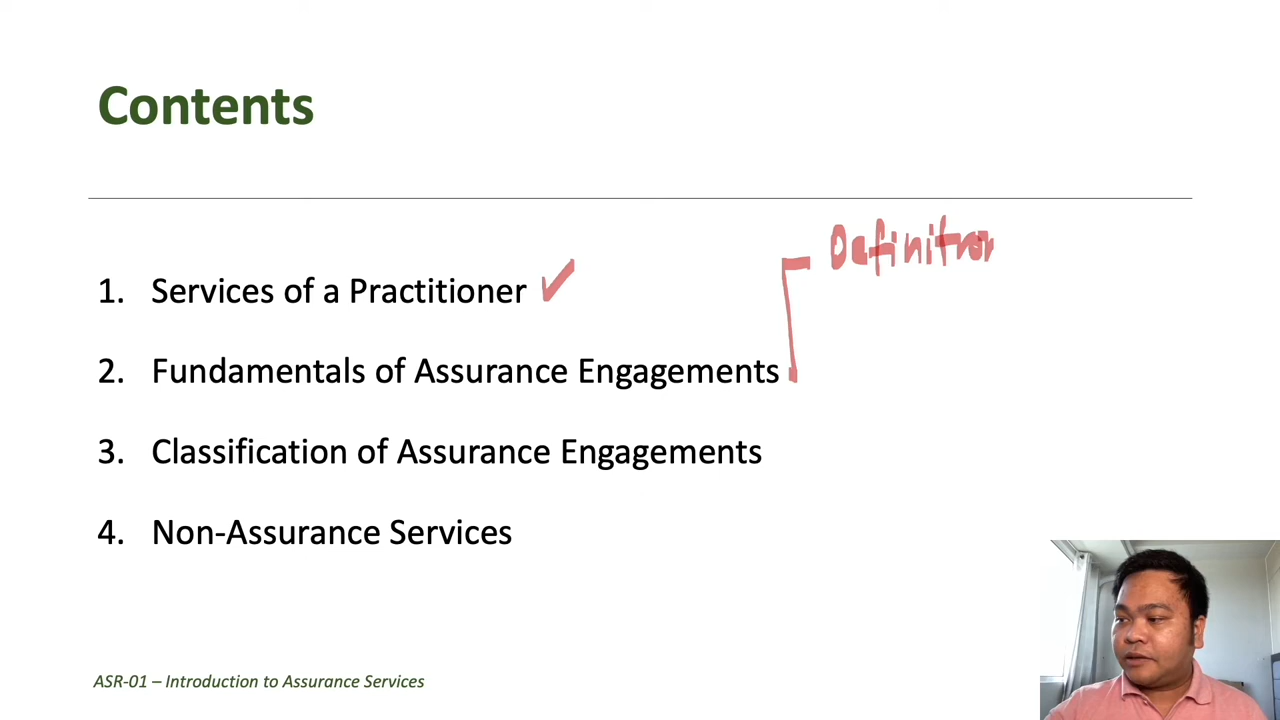 Contents
Definition
1. Services of a Practitioner
2. Fundamentals of Assurance Engagements
3. Classification of Assurance Engagements
4. Non-Assurance Services
ASR-01 – Introduction to Assurance Services